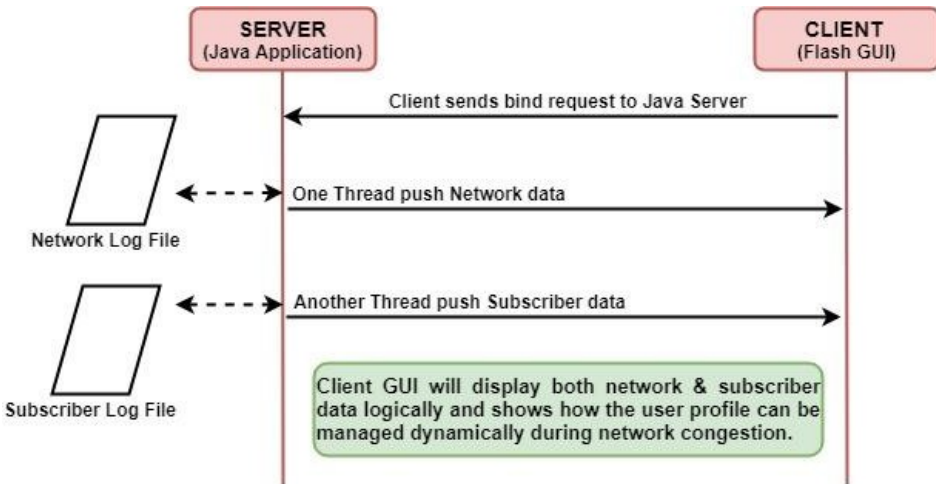 SERVER
(Java Application)
CLIENT
(Flash GUI)
Client sends bind request to Java Server
One Thread push Network data
Network Log File
Another Thread push Subscriber data
Subscriber Log File
Client GUI will display both network & subscriber
data logically and shows how the user profile can be
managed dynamically during network congestion.